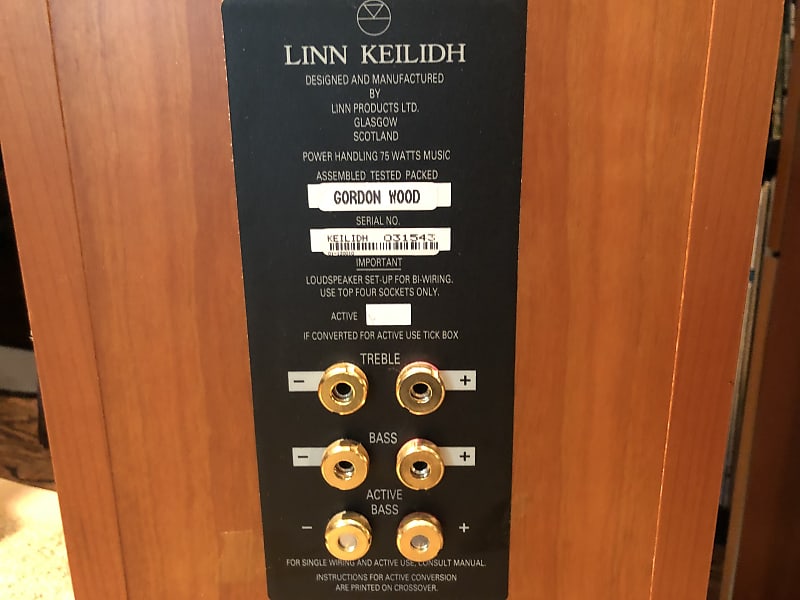 LINN KEILIDH
DESIGNED AND MANUFACTURED
BY
LINN PRODUCTS LTD.
GLASGOW
SCOTLAND
POWER HANDLING 75 WATTS MUSIC
ASSEMBLED TESTED PACKED
GORDON WOOD
SERIAL NO.
KEILIDH 031543
IMPORTANT
LOUDSPEAKER SET-UP FOR BI-WIRING.
USE TOP FOUR SOCKETS ONLY.
ACTIVE
IF CONVERTED FOR ACTIVE USE TICK BOX
TREBLE
− +
BASS
− +
ACTIVE
BASS
− +
FOR SINGLE WIRING AND ACTIVE USE, CONSULT MANUAL.
INSTRUCTIONS FOR ACTIVE CONVERSION
ARE PRINTED ON CROSSOVER.